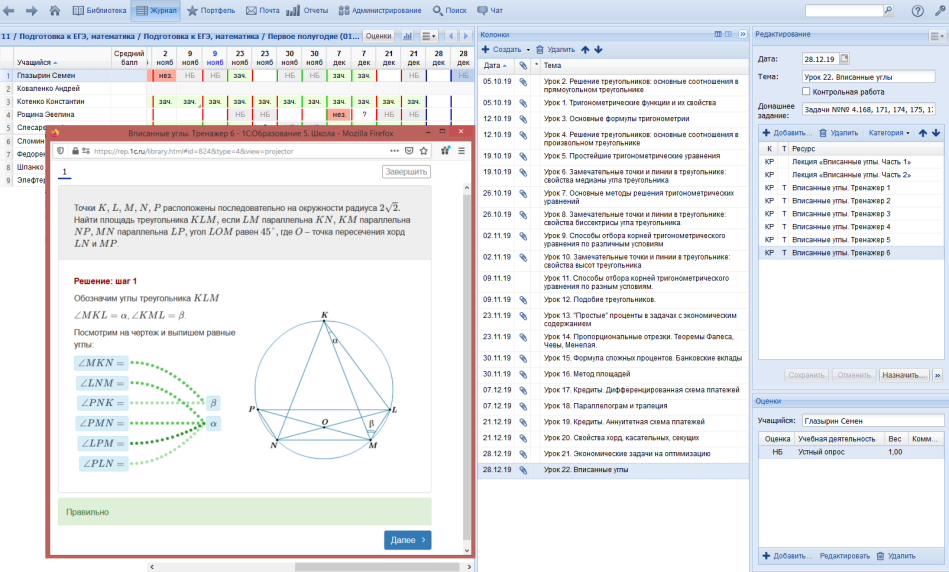 Библиотека Журнал Портфель Почта Отчеты Администрирование Поиск Чат
11 / Подготовка к ЕГЭ, математика / Подготовка к ЕГЭ, математика / Первое полугодие (01... Оценки
Учащийся Средний балл 2 нояб 9 нояб 9 нояб 23 нояб 23 нояб 30 нояб 30 нояб 7 дек 7 дек 21 дек 21 дек 28 дек 28 дек
1 Глазырин Семен нез. НБ НБ зач. НБ НБ зач. зач. НБ НБ НБ
2 Коваленко Андрей
3 Котенко Константин зач. зач. зач. зач. зач. зач. зач. зач. зач. зач. зач.
4 Рощина Эвелина НБ НБ НБ нез. ? НБ НБ
5 Слесаре
6 Сломин
7 Федорен
8 Шпанко
9 Элефтер
Вписанные углы. Тренажер 6 - 1С:Образование 5. Школа - Mozilla Firefox
https://rep.1c.ru/library.html#id=824&type=4&view=projector
1
Завершить
Точки K, L, M, N, P расположены последовательно на окружности радиуса 2√2.
Найти площадь треугольника KLM, если LM параллельна KN, KM параллельна
NP, MN параллельна LP, угол LOM равен 45°, где O – точка пересечения хорд
LN и MP.
Решение: шаг 1
Обозначим углы треугольника KLM
∠MKL = α, ∠KML = β.
Посмотрим на чертеж и выпишем равные
углы:
∠MKN =
∠LNM =
∠PNK =
∠PMN =
∠LPM =
∠PLN =
β
α
K
α
P
L
O
β
N
M
Правильно
Далее
Колонки
Создать Удалить
Дата * Тема
05.10.19 Урок 2. Решение треугольников: основные соотношения в
прямоугольном треугольнике
05.10.19 Урок 1. Тригонометрические функции и их свойства
12.10.19 Урок 3. Основные формулы тригонометрии
12.10.19 Урок 4. Решение треугольников: основные соотношения в
произвольном треугольнике
19.10.19 Урок 5. Простейшие тригонометрические уравнения
19.10.19 Урок 6. Замечательные точки и линии в треугольнике:
свойства медианы угла треугольника
26.10.19 Урок 7. Основные методы решения тригонометрических
уравнений
26.10.19 Урок 8. Замечательные точки и линии в треугольнике:
свойства биссектрисы угла треугольника
02.11.19 Урок 9. Способы отбора корней тригонометрического
уравнения по различным условиям
02.11.19 Урок 10. Замечательные точки и линии в треугольнике:
свойства высот треугольника
09.11.19 Урок 11. Способы отбора корней тригонометрического
уравнения по разным условиям.
09.11.19 Урок 12. Подобие треугольников.
23.11.19 Урок 13. "Простые" проценты в задачах с экономическим
содержанием
23.11.19 Урок 14. Пропорциональные отрезки. Теоремы Фалеса,
Чевы, Менелая.
30.11.19 Урок 15. Формула сложных процентов. Банковские вклады
30.11.19 Урок 16. Метод площадей
07.12.19 Урок 17. Кредиты. Дифференцированная схема платежей
07.12.19 Урок 18. Параллелограм и трапеция
21.12.19 Урок 19. Кредиты. Аннуитетная схема платежей
21.12.19 Урок 20. Свойства хорд, касательных, секущих
28.12.19 Урок 21. Экономические задачи на оптимизацию
28.12.19 Урок 22. Вписанные углы
Редактирование
Дата: 28.12.19
Тема: Урок 22. Вписанные углы
Контрольная работа
Домашнее задание: Задачи №№ 4.168, 171, 174, 175, 17
Добавить... Удалить Категория
К Т Ресурс
КР Лекция «Вписанные углы. Часть 1»
КР Лекция «Вписанные углы. Часть 2»
КР Т Вписанные углы. Тренажер 1
КР Т Вписанные углы. Тренажер 2
КР Т Вписанные углы. Тренажер 3
КР Т Вписанные углы. Тренажер 4
КР Т Вписанные углы. Тренажер 5
КР Т Вписанные углы. Тренажер 6
Сохранить Отменить Назначить...
Оценки
Учащийся: Глазырин Семен
Оценка Учебная деятельность Вес Комм...
НБ Устный опрос 1,00
Добавить... Редактировать Удалить